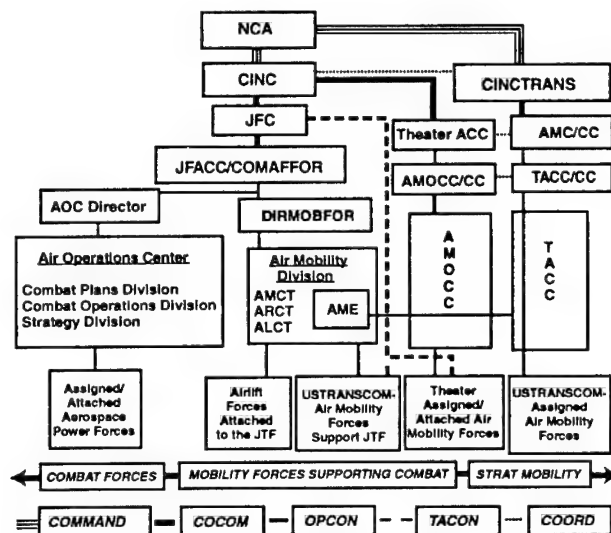 NCA
CINC
CINCTRANS
JFC
Theater ACC
AMC/CC
JFACC/COMAFFOR
AMOCC/CC
TACC/CC
AOC Director
DIRMOBFOR
Air Operations Center
Combat Plans Division
Combat Operations Division
Strategy Division
Air Mobility
Division
AMCT
ARCT
ALCT
AME
A
M
O
C
C
T
A
C
C
Assigned/
Attached
Aerospace
Power Forces
Airlift
Forces
Attached
to the JTF
USTRANSCOM-
Air Mobility
Forces
Support JTF
Theater
Assigned/
Attached Air
Mobility Forces
USTRANSCOM-
Assigned
Air Mobility
Forces
COMBAT FORCES
MOBILITY FORCES SUPPORTING COMBAT
STRAT MOBILITY
COMMAND
COCOM
OPCON
TACON
COORD